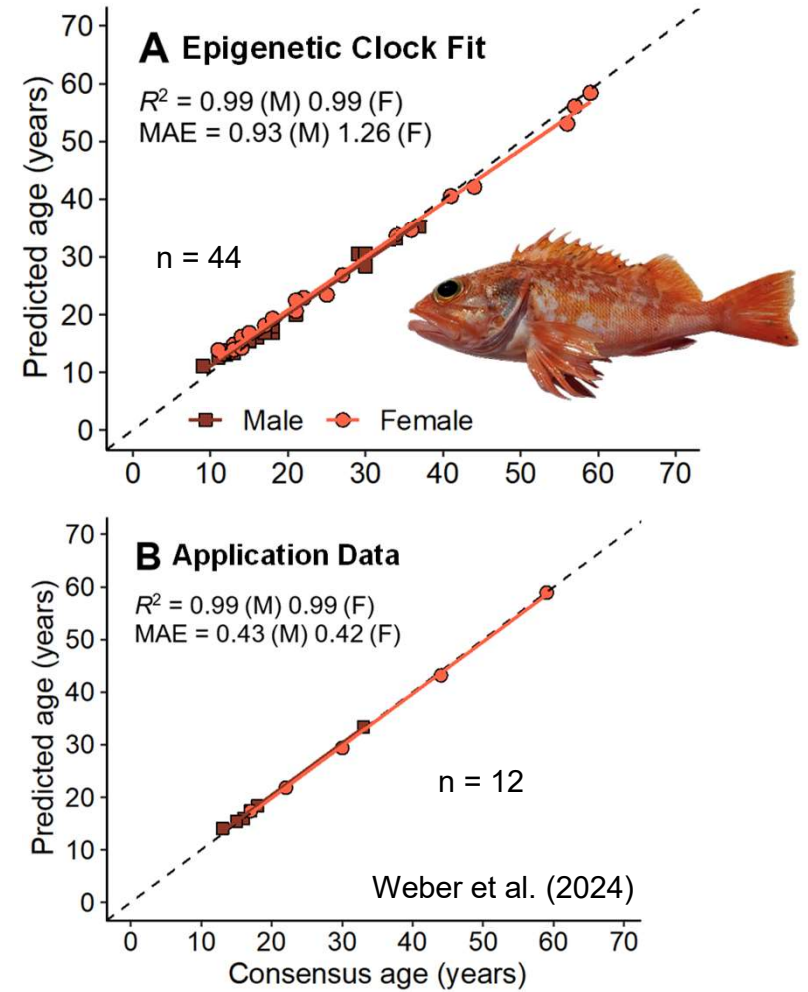 A Epigenetic Clock Fit
R² = 0.99 (M) 0.99 (F)
MAE = 0.93 (M) 1.26 (F)
n = 44
Predicted age (years)
70
60
50
40
30
20
10
0
Male Female
0 10 20 30 40 50 60 70
B Application Data
R² = 0.99 (M) 0.99 (F)
MAE = 0.43 (M) 0.42 (F)
n = 12
Predicted age (years)
70
60
50
40
30
20
10
0
Weber et al. (2024)
0 10 20 30 40 50 60 70
Consensus age (years)